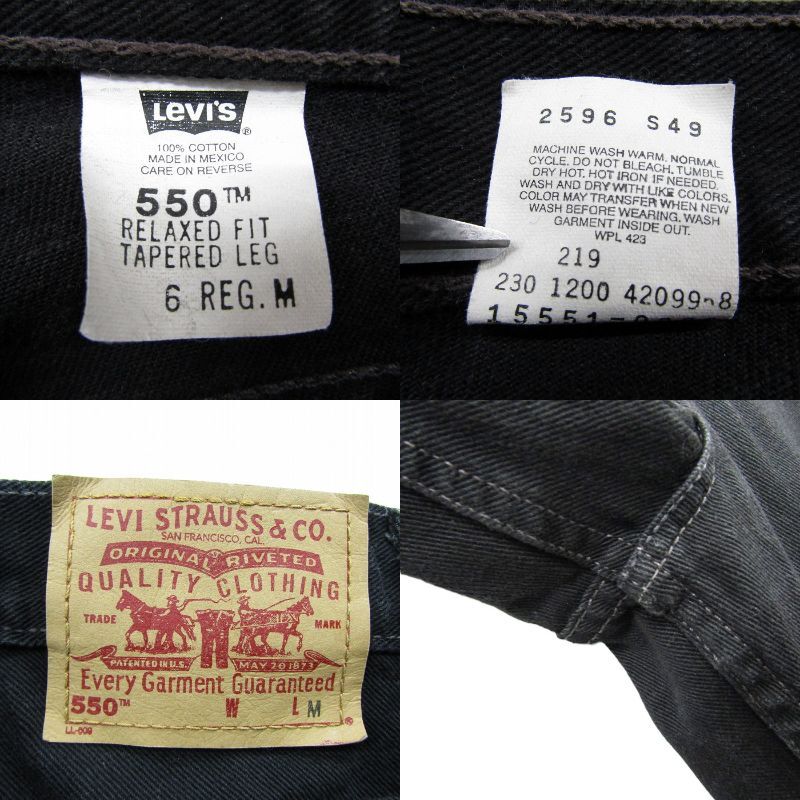 LEVI'S
®
100% COTTON
MADE IN MEXICO
CARE ON REVERSE
550™
RELAXED FIT
TAPERED LEG
6 REG. M
2596 S49
MACHINE WASH WARM. NORMAL
CYCLE. DO NOT BLEACH. TUMBLE
DRY HOT. HOT IRON IF NEEDED.
WASH AND DRY WITH LIKE COLORS.
COLOR MAY TRANSFER WHEN NEW
WASH BEFORE WEARING. WASH
GARMENT INSIDE OUT.
WPL 423
219
230 1200 42099-8
15551-
LEVI STRAUSS & CO.
SAN FRANCISCO, CAL.
ORIGINAL RIVETED
QUALITY CLOTHING
TRADE MARK
PATENTED IN U.S. MAY 20 1873
Every Garment Guaranteed
550™ W L M
LL-009 ®